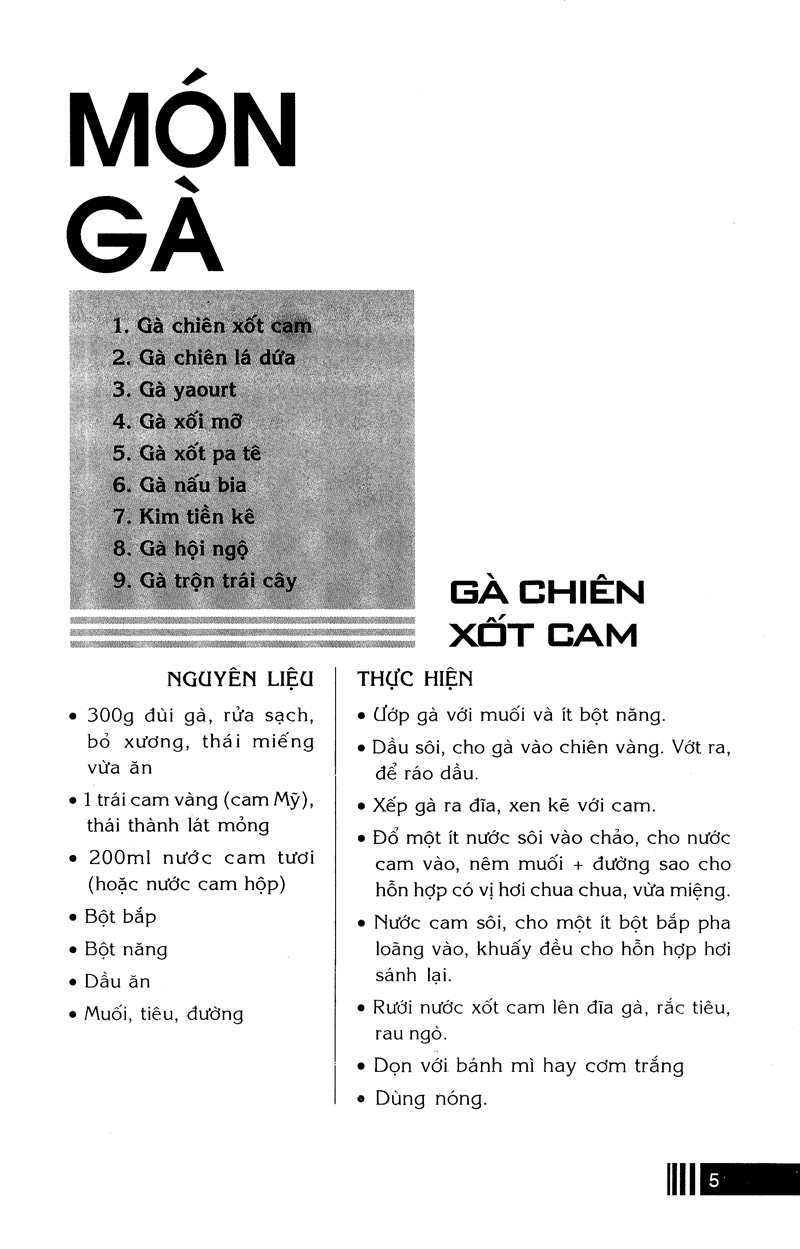 MÓN
GÀ
1. Gà chiên xốt cam
2. Gà chiên lá dứa
3. Gà yaourt
4. Gà xối mỡ
5. Gà xốt pa tê
6. Gà nấu bia
7. Kim tiền kê
8. Gà hội ngộ
9. Gà trộn trái cây
GÀ CHIÊN
XỐT CAM
NGUYÊN LIỆU
• 300g đùi gà, rửa sạch,
bỏ xương, thái miếng
vừa ăn
• 1 trái cam vàng (cam Mỹ),
thái thành lát mỏng
• 200ml nước cam tươi
(hoặc nước cam hộp)
• Bột bắp
• Bột năng
• Dầu ăn
• Muối, tiêu, đường
THỰC HIỆN
• Ướp gà với muối và ít bột năng.
• Dầu sôi, cho gà vào chiên vàng. Vớt ra,
để ráo dầu.
• Xếp gà ra đĩa, xen kẽ với cam.
• Đổ một ít nước sôi vào chảo, cho nước
cam vào, nêm muối + đường sao cho
hỗn hợp có vị hơi chua chua, vừa miệng.
• Nước cam sôi, cho một ít bột bắp pha
loãng vào, khuấy đều cho hỗn hợp hơi
sánh lại.
• Rưới nước xốt cam lên đĩa gà, rắc tiêu,
rau ngò.
• Dọn với bánh mì hay cơm trắng
• Dùng nóng.
5